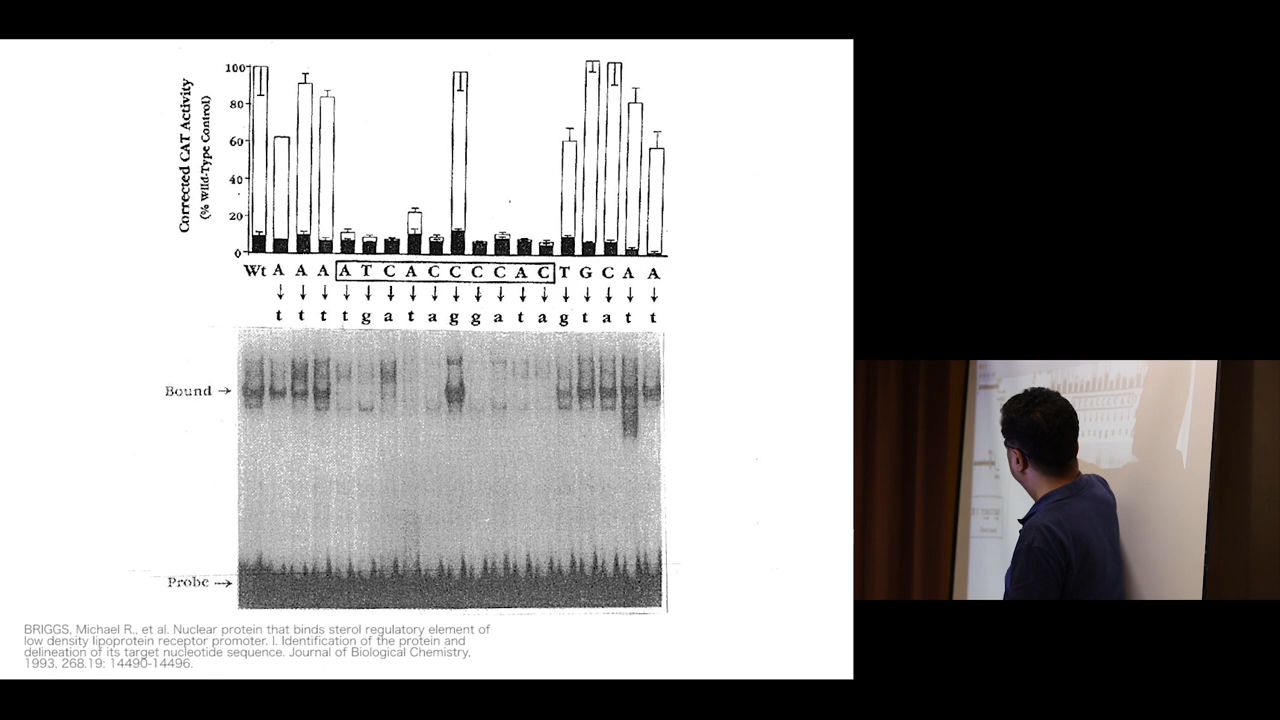 Corrected CAT Activity
(% Wild-Type Control)
100
80
60
40
20
0
Wt A A A A T C A C C C C A C T G C A A
t t t t g a t a g g a t a g t a t t
Bound →
Probe →
BRIGGS, Michael R., et al. Nuclear protein that binds sterol regulatory element of
low density lipoprotein receptor promoter. I. Identification of the protein and
delineation of its target nucleotide sequence. Journal of Biological Chemistry,
1993, 268.19: 14490-14496.